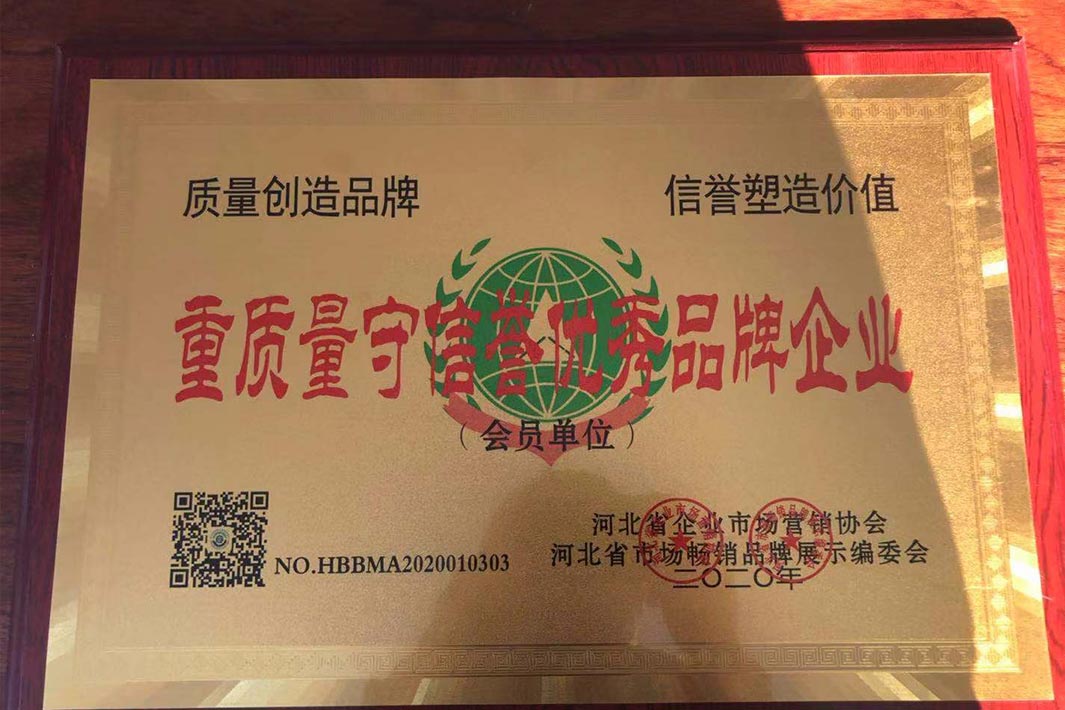 质量创造品牌
信誉塑造价值
重质量守信誉优秀品牌企业
（会员单位）
NO.HBBMA2020010303
河北省企业市场营销协会
河北省市场畅销品牌展示编委会
二〇二〇年